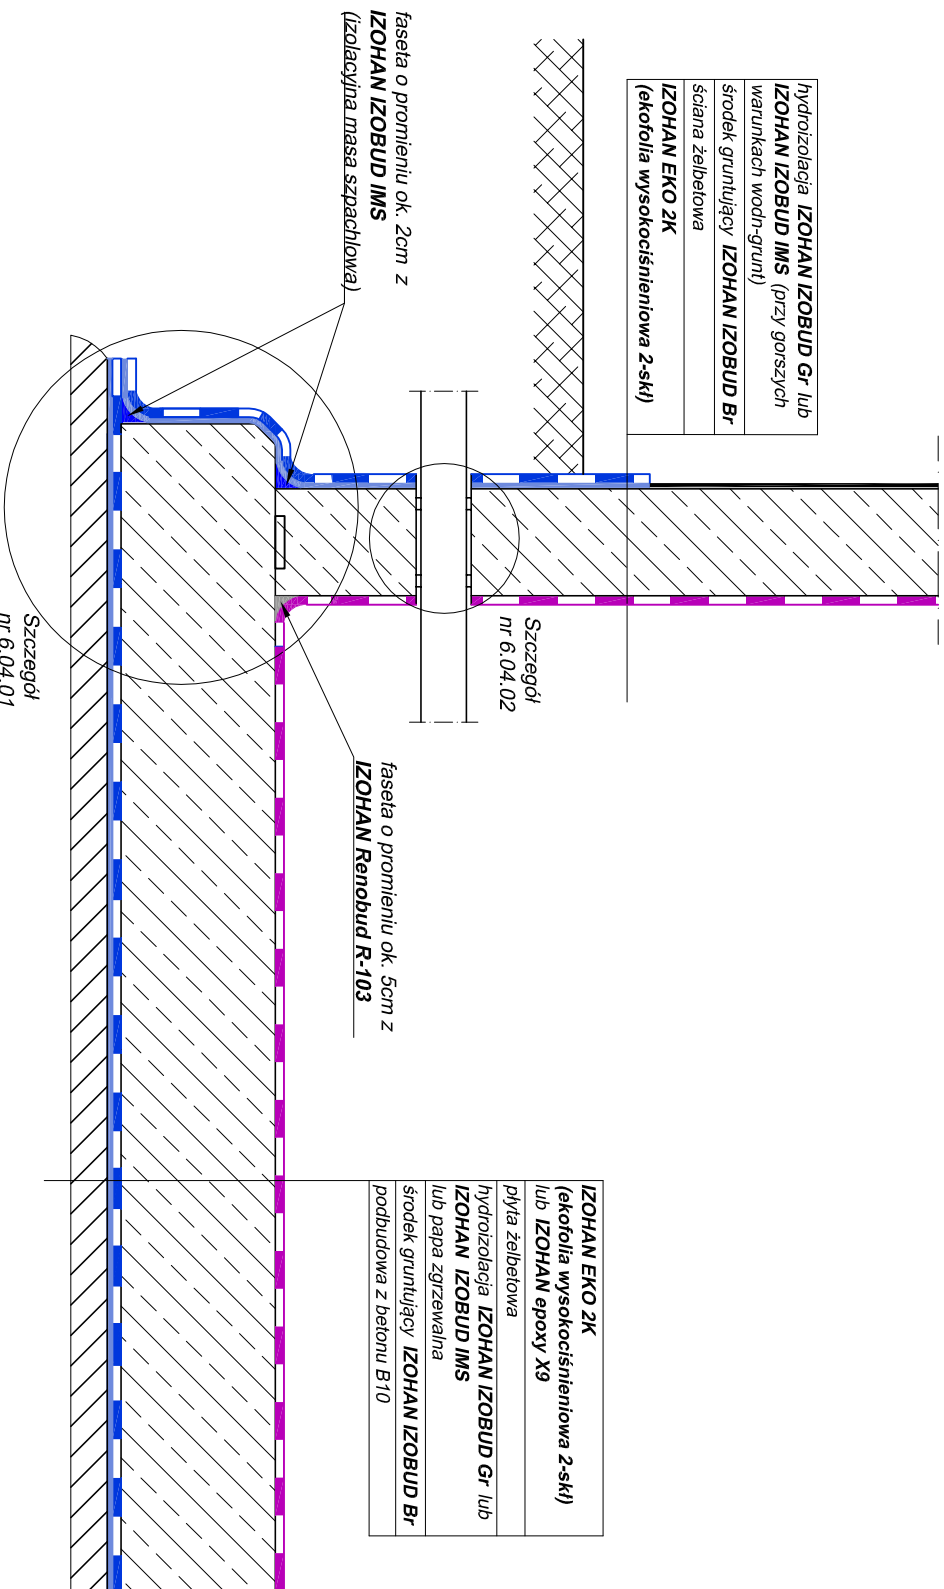 hydroizolacja IZOHAN IZOBUD Gr lub
IZOHAN IZOBUD IMS (przy gorszych
warunkach wodn-grunt)
środek gruntujący IZOHAN IZOBUD Br
ściana żelbetowa
IZOHAN EKO 2K
(ekofolia wysokociśnieniowa 2-skł)
faseta o promieniu ok. 2cm z
IZOHAN IZOBUD IMS
(izolacyjna masa szpachlowa)
Szczegół
nr 6.04.02
Szczegół
nr 6.04.01
faseta o promieniu ok. 5cm z
IZOHAN Renobud R-103
IZOHAN EKO 2K
(ekofolia wysokociśnieniowa 2-skł)
lub IZOHAN epoxy X9
płyta żelbetowa
hydroizolacja IZOHAN IZOBUD Gr lub
IZOHAN IZOBUD IMS
lub papa zgrzewalna
środek gruntujący IZOHAN IZOBUD Br
podbudowa z betonu B10